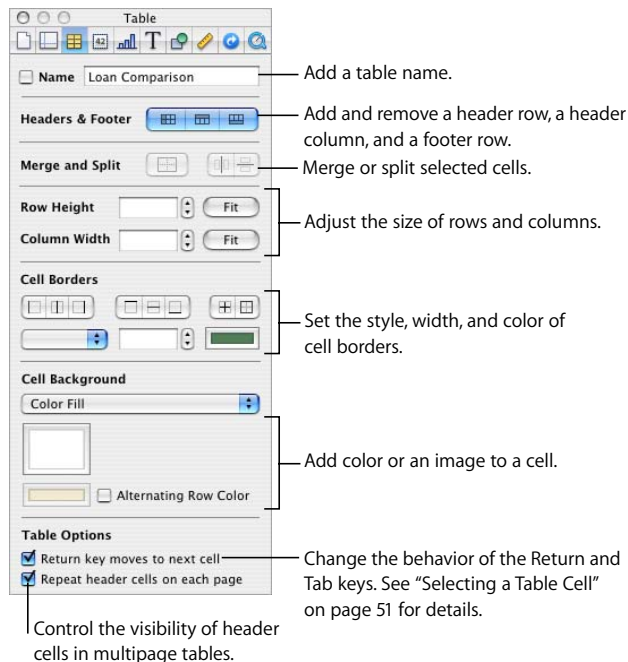 Table
42
T
Name Loan Comparison
Add a table name.
Headers & Footer
Add and remove a header row, a header
column, and a footer row.
Merge and Split
Merge or split selected cells.
Row Height Fit
Column Width Fit
Adjust the size of rows and columns.
Cell Borders
Set the style, width, and color of
cell borders.
Cell Background
Color Fill
Add color or an image to a cell.
Alternating Row Color
Table Options
Return key moves to next cell
Repeat header cells on each page
Change the behavior of the Return and
Tab keys. See “Selecting a Table Cell”
on page 51 for details.
Control the visibility of header
cells in multipage tables.